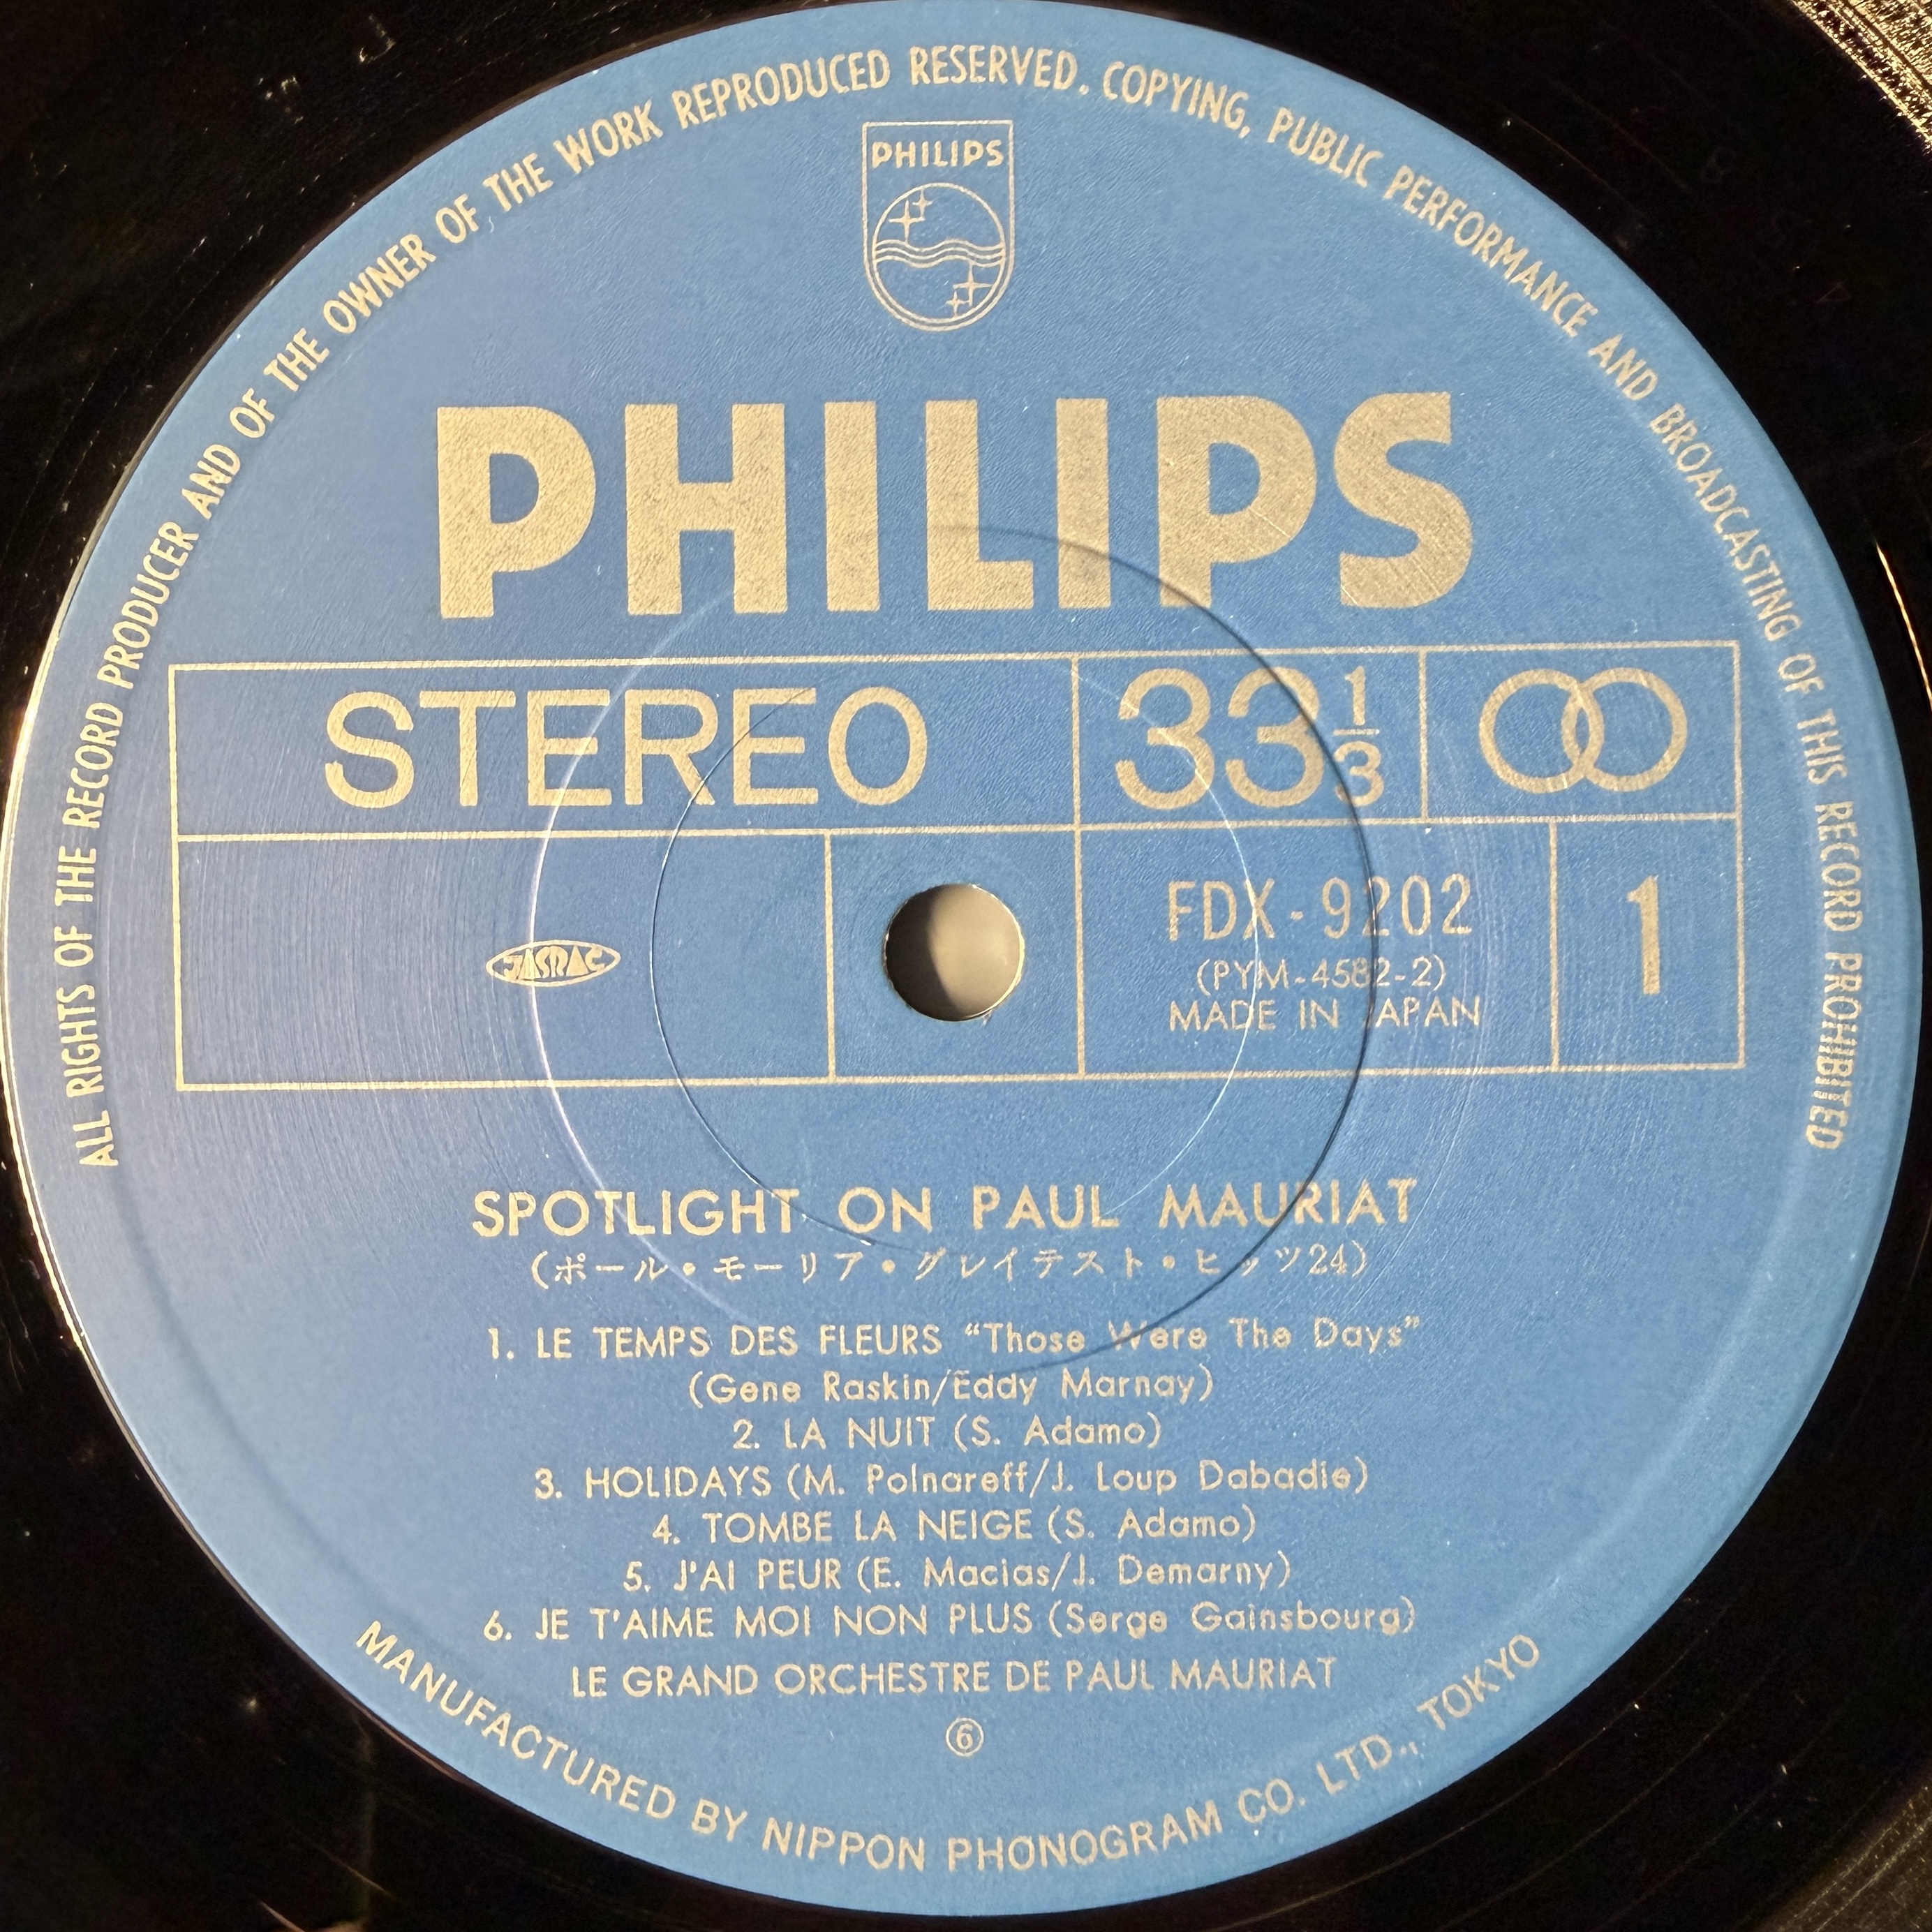 ALL RIGHTS OF THE RECORD PRODUCER AND OF THE OWNER OF THE WORK REPRODUCED RESERVED. COPYING, PUBLIC PERFORMANCE AND BROADCASTING OF THIS RECORD PROHIBITED
PHILIPS
PHILIPS
STEREO 33 1/3
JASRAC
FDX-9202 1
(PYM-4582-2)
MADE IN JAPAN
SPOTLIGHT ON PAUL MAURIAT
(ポール・モーリア・グレイテスト・ヒッツ24)
1. LE TEMPS DES FLEURS “Those Were The Days”
(Gene Raskin/Eddy Marnay)
2. LA NUIT (S. Adamo)
3. HOLIDAYS (M. Polnareff/J. Loup Dabadie)
4. TOMBE LA NEIGE (S. Adamo)
5. J'AI PEUR (E. Macias/J. Demarny)
6. JE T'AIME MOI NON PLUS (Serge Gainsbourg)
LE GRAND ORCHESTRE DE PAUL MAURIAT
⑥
MANUFACTURED BY NIPPON PHONOGRAM CO. LTD., TOKYO